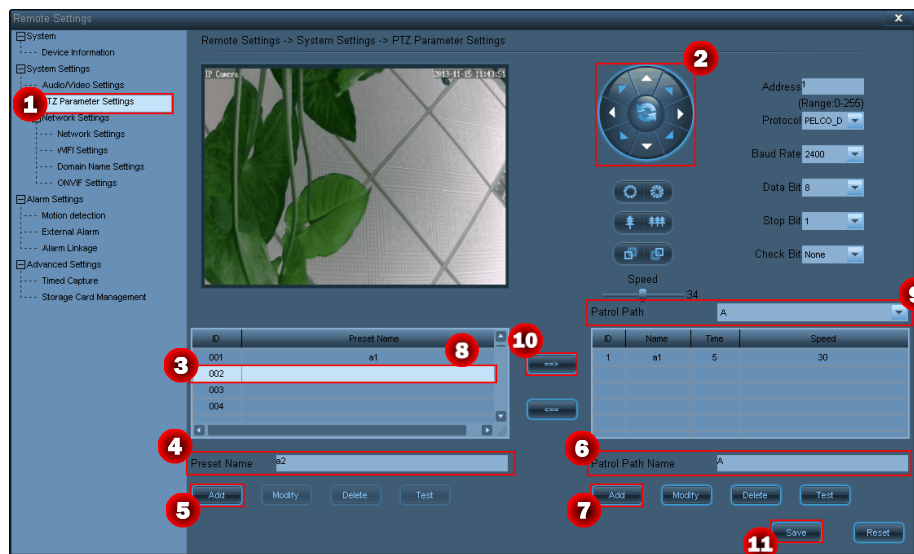 Remote Settings
x
System
Device Information
System Settings
Audio/Video Settings
1
TZ Parameter Settings
Network Settings
Network Settings
WIFI Settings
Domain Name Settings
ONVIF Settings
Alarm Settings
Motion detection
External Alarm
Alarm Linkage
Advanced Settings
Timed Capture
Storage Card Management
Remote Settings -> System Settings -> PTZ Parameter Settings
IP Camera 2013-11-15 11:43:51
2
Address 1
(Range:0-255)
Protocol PELCO_D
Baud Rate 2400
Data Bit 8
Stop Bit 1
Check Bit None
Speed
34
9
Patrol Path A
ID Preset Name
001 a1
8
3
002
003
004
10
==>
<==
ID Name Time Speed
1 a1 5 30
4
Preset Name a2
5
Add Modify Delete Test
6
Patrol Path Name A
7
Add Modify Delete Test
11
Save Reset